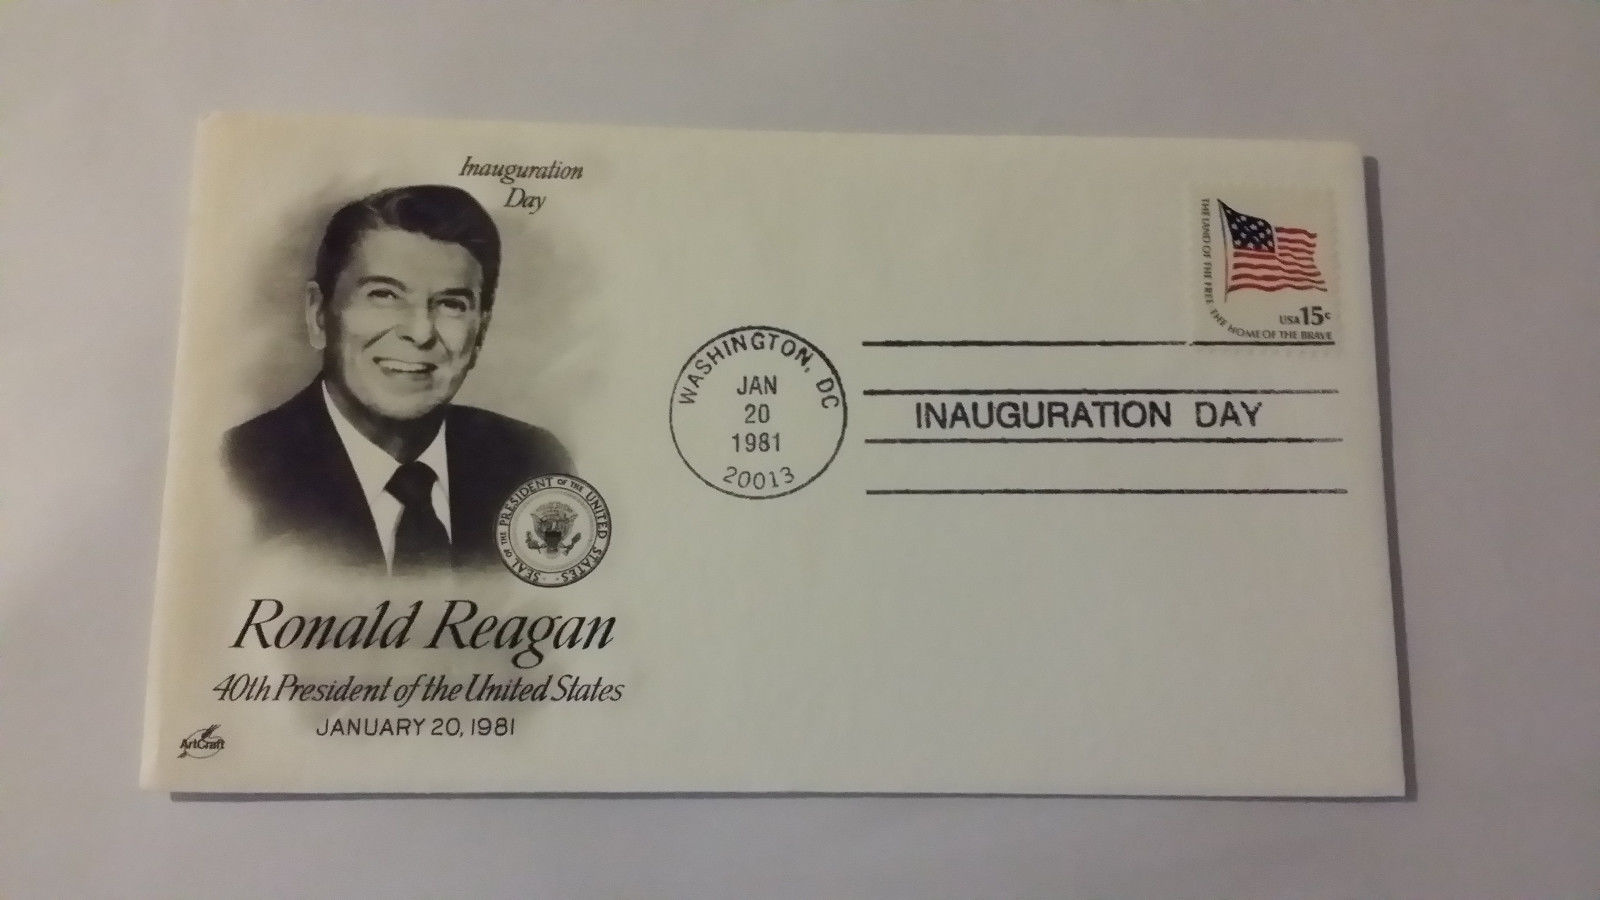 Inauguration
Day
THE LAND OF THE FREE THE HOME OF THE BRAVE
USA 15c
WASHINGTON, DC
JAN
20
1981
20013
INAUGURATION DAY
SEAL OF THE PRESIDENT OF THE UNITED STATES
Ronald Reagan
40th President of the United States
JANUARY 20, 1981
ArtCraft